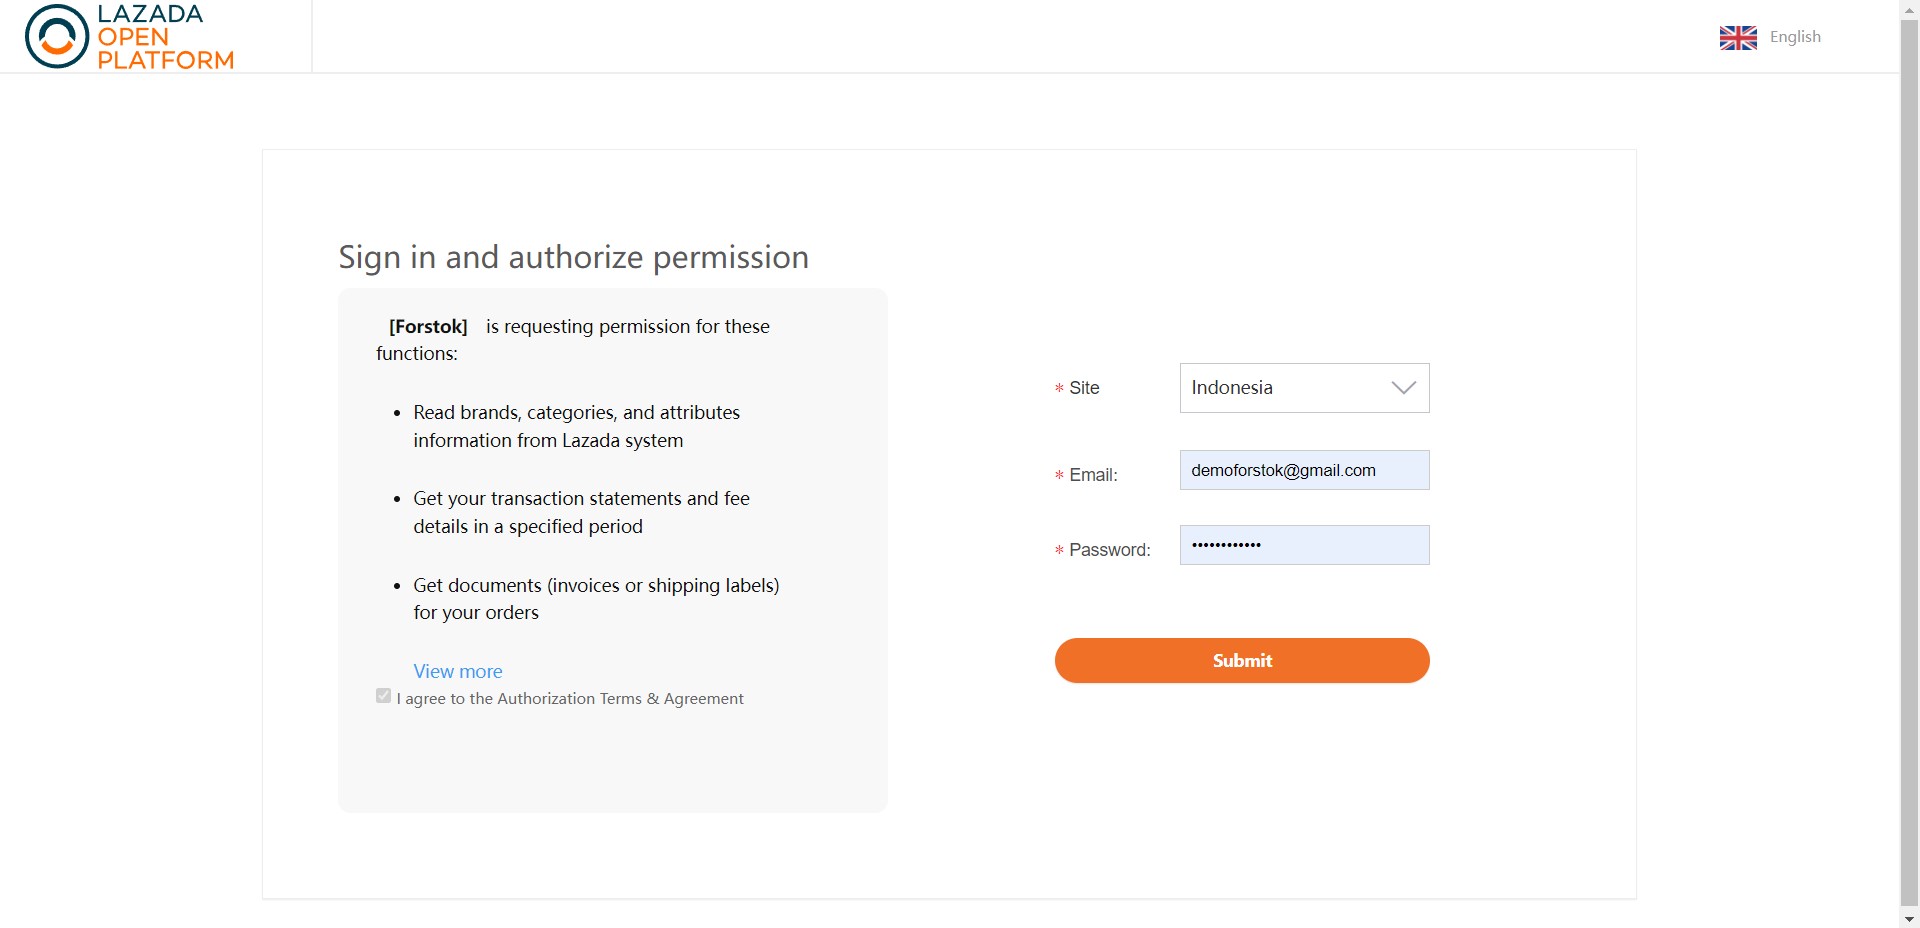 LAZADA
OPEN
PLATFORM
English
Sign in and authorize permission
[Forstok] is requesting permission for these
functions:
• Read brands, categories, and attributes
information from Lazada system
• Get your transaction statements and fee
details in a specified period
• Get documents (invoices or shipping labels)
for your orders
View more
I agree to the Authorization Terms & Agreement
* Site
Indonesia
* Email:
demoforstok@gmail.com
* Password:
••••••••••••
Submit